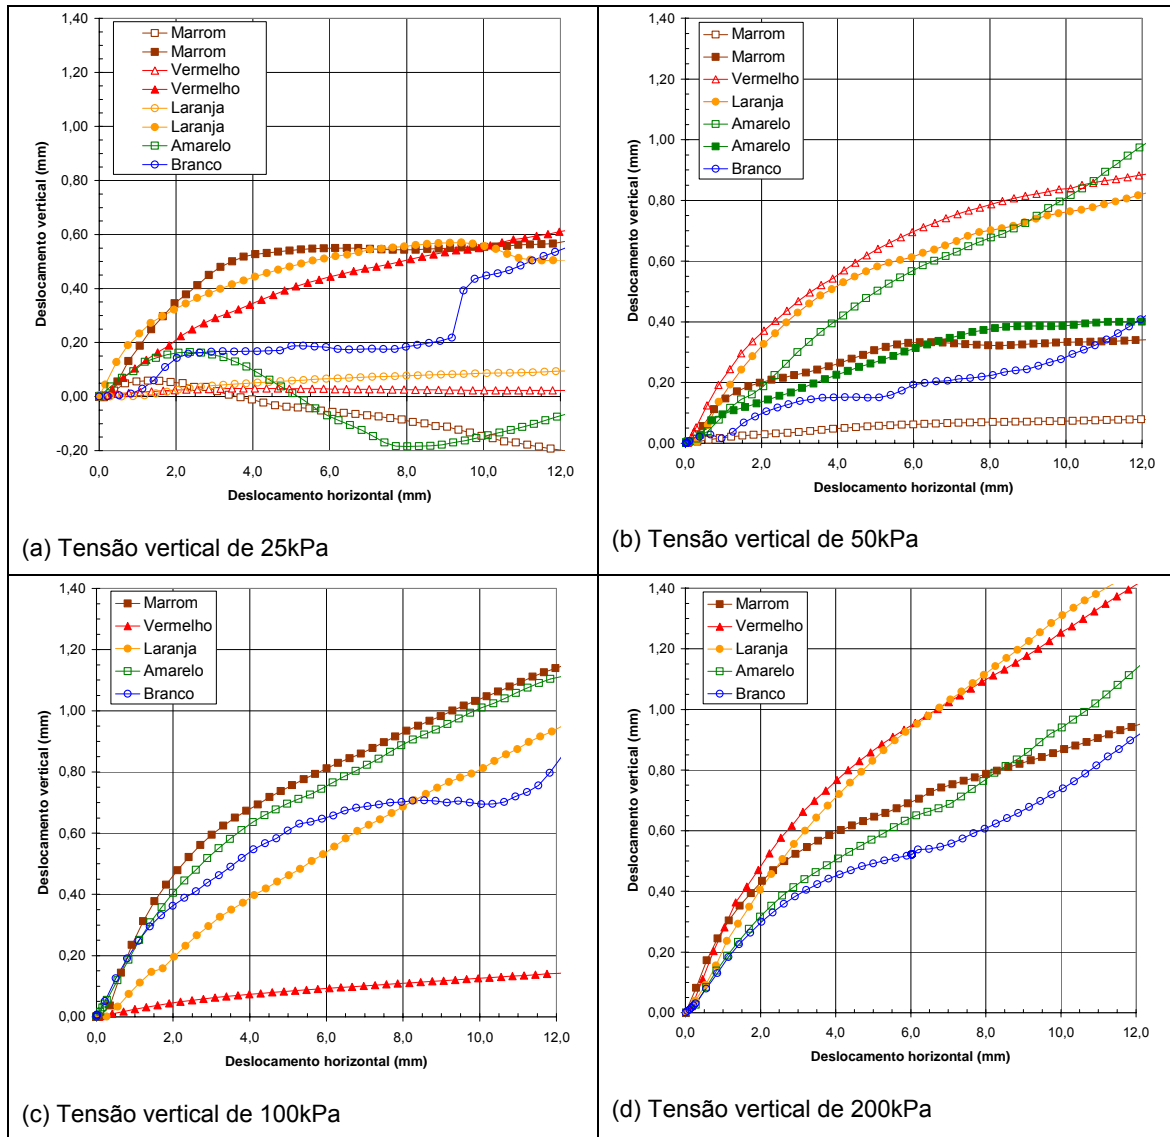 1,40
1,20
1,00
0,80
0,60
0,40
0,20
0,00
-0,20
0,0 2,0 4,0 6,0 8,0 10,0 12,0
Deslocamento vertical (mm)
Deslocamento horizontal (mm)
Marrom
Marrom
Vermelho
Vermelho
Laranja
Laranja
Amarelo
Branco
(a) Tensão vertical de 25kPa
1,40
1,20
1,00
0,80
0,60
0,40
0,20
0,00
0,0 2,0 4,0 6,0 8,0 10,0 12,0
Deslocamento vertical (mm)
Deslocamento horizontal (mm)
Marrom
Marrom
Vermelho
Laranja
Amarelo
Amarelo
Branco
(b) Tensão vertical de 50kPa
1,40
1,20
1,00
0,80
0,60
0,40
0,20
0,00
0,0 2,0 4,0 6,0 8,0 10,0 12,0
Deslocamento vertical (mm)
Deslocamento horizontal (mm)
Marrom
Vermelho
Laranja
Amarelo
Branco
(c) Tensão vertical de 100kPa
1,40
1,20
1,00
0,80
0,60
0,40
0,20
0,00
0,0 2,0 4,0 6,0 8,0 10,0 12,0
Deslocamento vertical (mm)
Deslocamento horizontal (mm)
Marrom
Vermelho
Laranja
Amarelo
Branco
(d) Tensão vertical de 200kPa